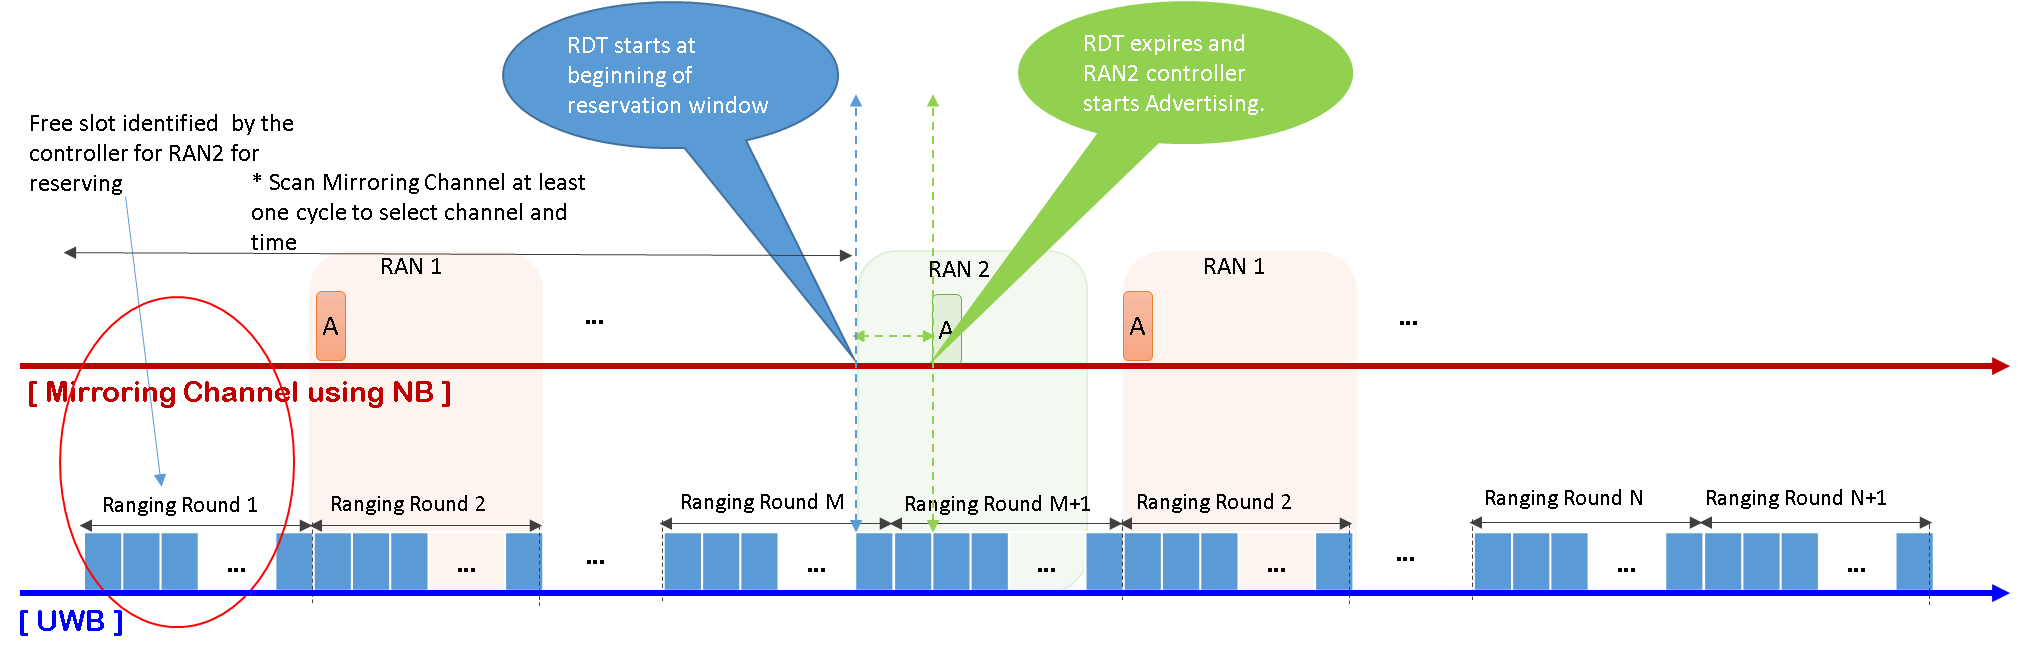 RDT starts at
beginning of
reservation window
RDT expires and
RAN2 controller
starts Advertising.
Free slot identified by the
controller for RAN2 for
reserving
* Scan Mirroring Channel at least
one cycle to select channel and
time
RAN 1
RAN 2
RAN 1
A
...
A
A
...
[ Mirroring Channel using NB ]
Ranging Round 1
Ranging Round 2
Ranging Round M
Ranging Round M+1
Ranging Round 2
Ranging Round N
Ranging Round N+1
...
...
...
...
...
...
...
...
...
[ UWB ]